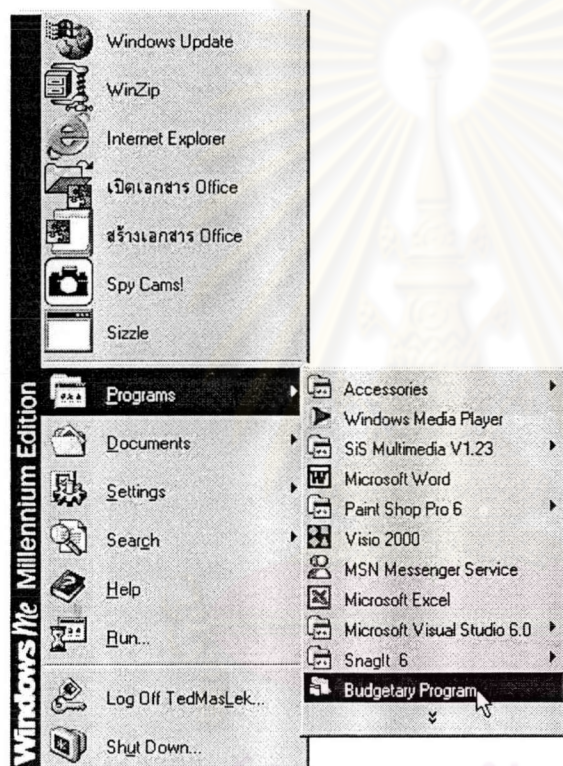 Windows Update
WinZip
Internet Explorer
เปิดเอกสาร Office
สร้างเอกสาร Office
Spy Cams!
Sizzle
Programs
Documents
Settings
Search
Help
Run...
Log Off TedMasLek...
Shut Down...
Windows Me Millennium Edition
Accessories
Windows Media Player
SiS Multimedia V1.23
Microsoft Word
Paint Shop Pro 6
Visio 2000
MSN Messenger Service
Microsoft Excel
Microsoft Visual Studio 6.0
SnagIt 6
Budgetary Program